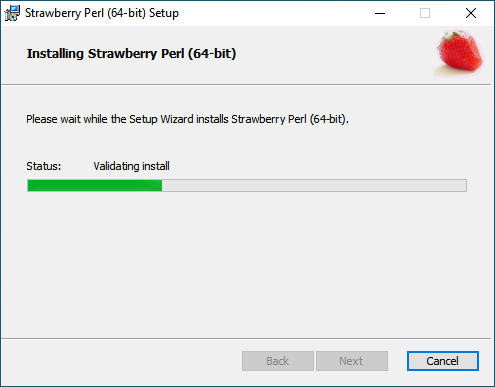 Strawberry Perl (64-bit) Setup
Installing Strawberry Perl (64-bit)
Please wait while the Setup Wizard installs Strawberry Perl (64-bit).
Status: Validating install
Back Next Cancel